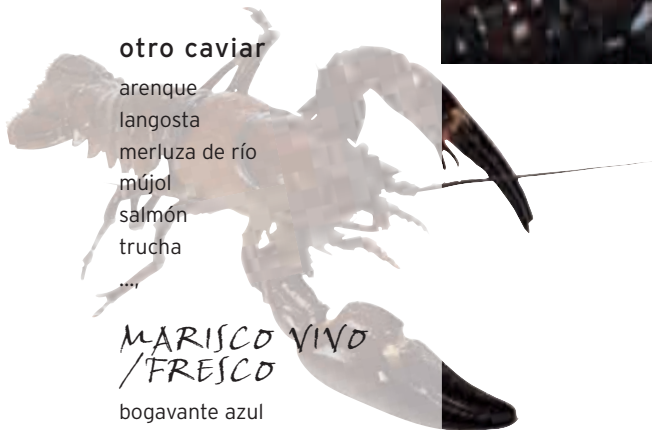 otro caviar
arenque
langosta
merluza de río
mújol
salmón
trucha
...,
MARISCO VIVO
/FRESCO
bogavante azul